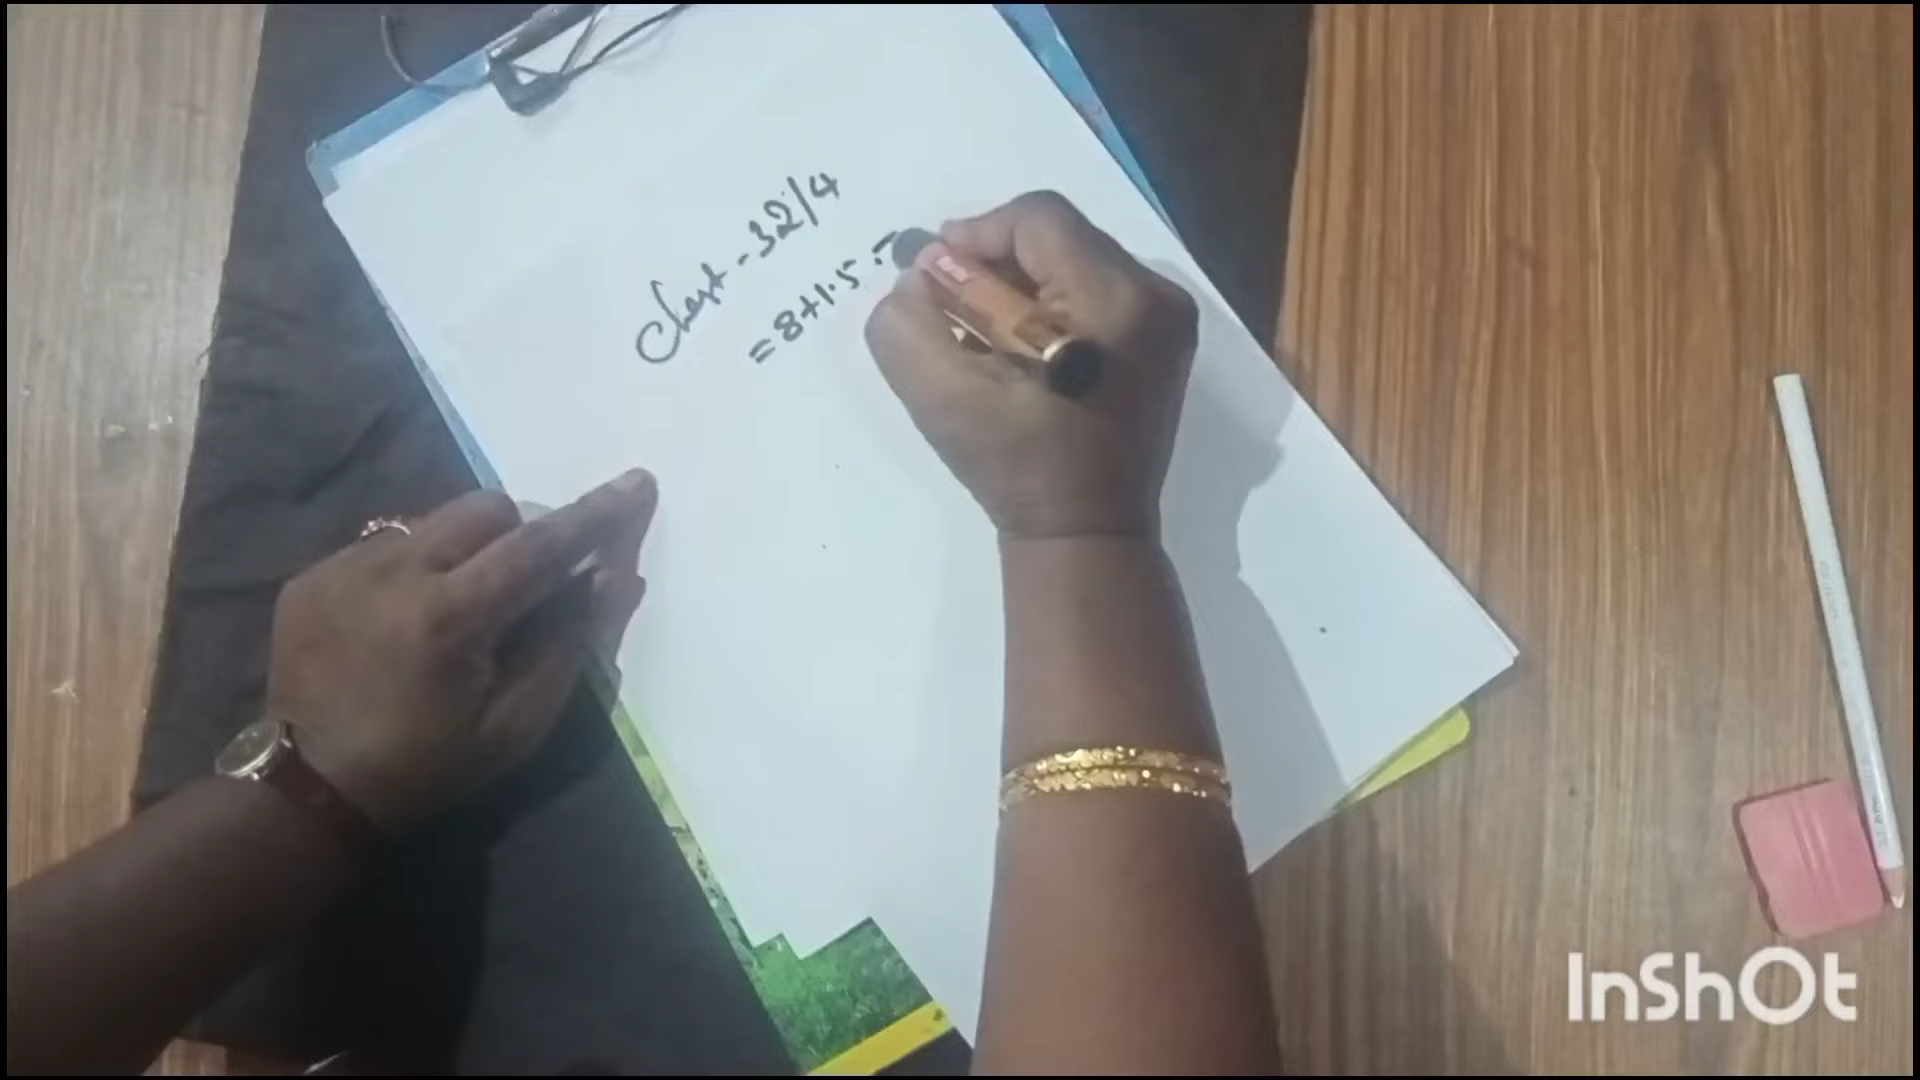 Chest - 32/4
= 8+1.5 =
InShOt